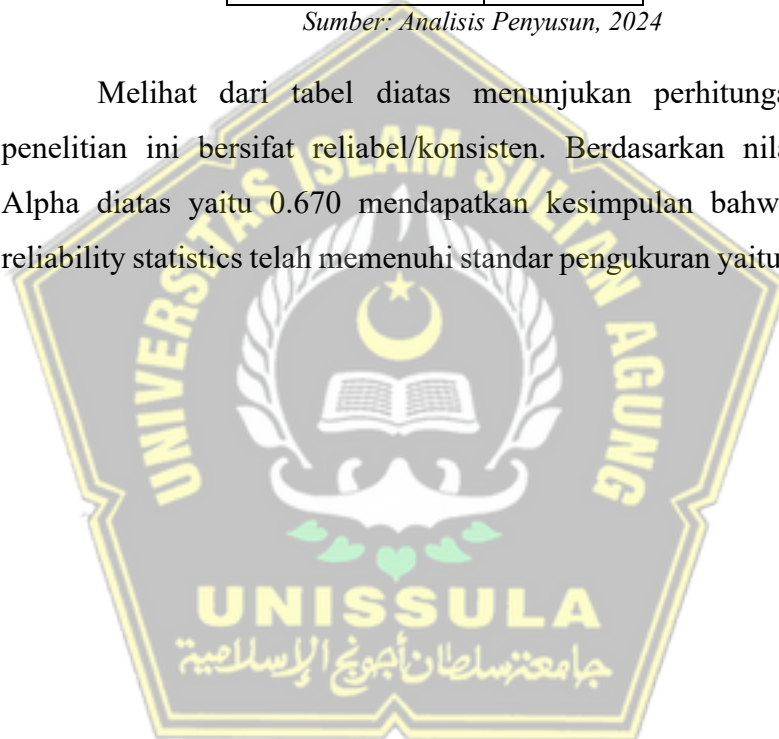 Sumber: Analisis Penyusun, 2024
Melihat dari tabel diatas menunjukan perhitunga
penelitian ini bersifat reliabel/konsisten. Berdasarkan nila
Alpha diatas yaitu 0.670 mendapatkan kesimpulan bahw
reliability statistics telah memenuhi standar pengukuran yaitu
UNIVERSITAS ISLAM SULTAN AGUNG
UNISSULA
جامعة سلطان أجونج الإسلامية